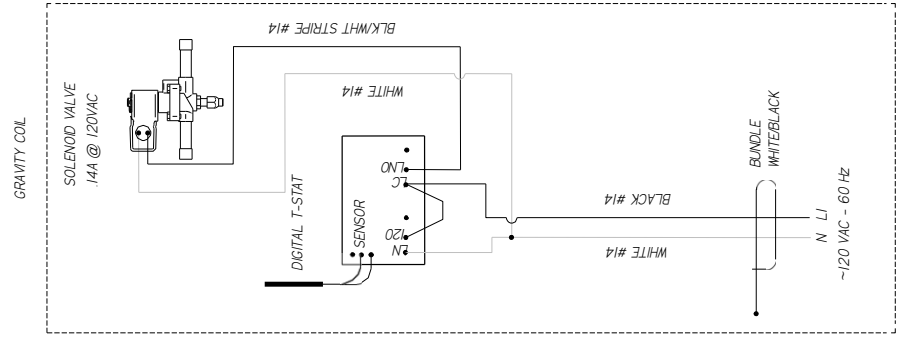 GRAVITY COIL
SOLENOID VALVE
.14A @ 120VAC
BLK/WHT STRIPE #14
WHITE #14
DIGITAL T-STAT
SENSOR
LNO
LC
120
LN
BLACK #14
WHITE #14
BUNDLE
WHITE/BLACK
N L1
~120 VAC - 60 Hz